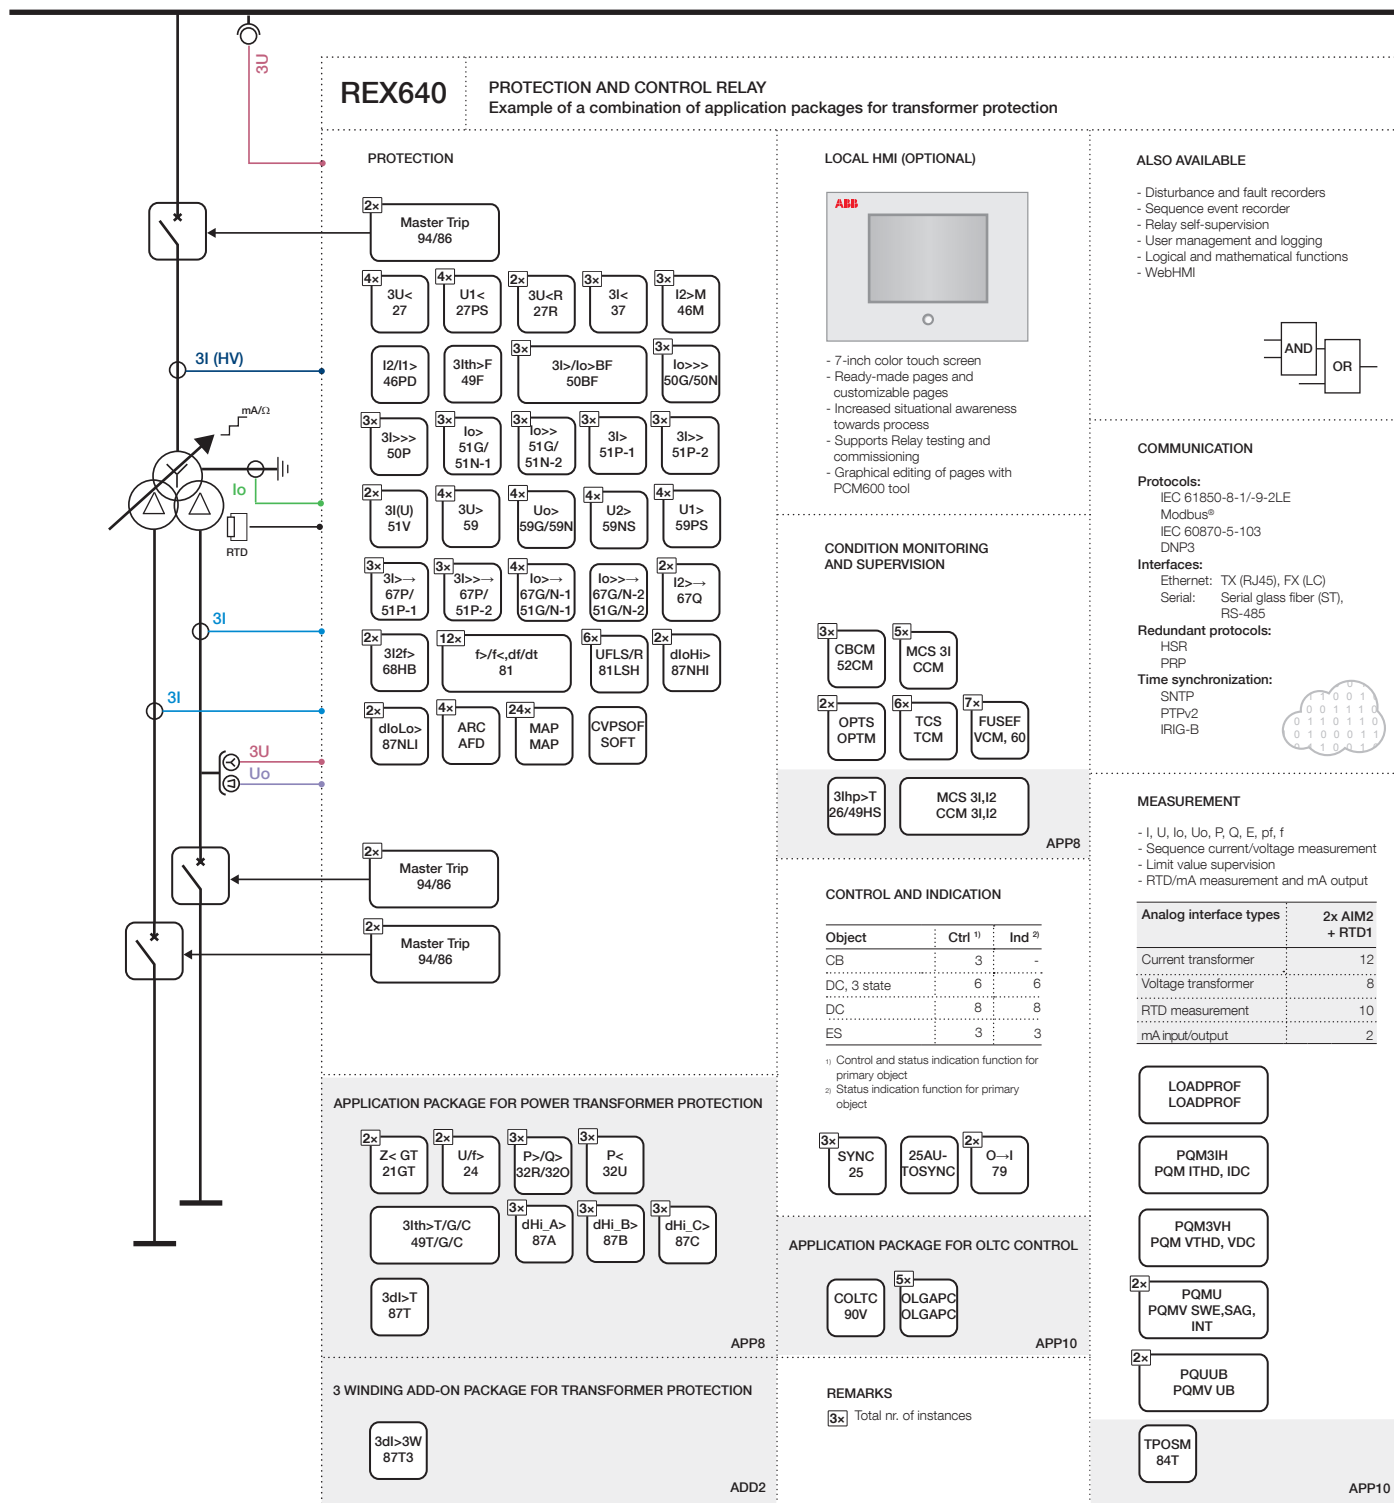 REX640
PROTECTION AND CONTROL RELAY
Example of a combination of application packages for transformer protection
3U
3I (HV)
mA/Ω
Io
RTD
3I
3I
3U
Uo
PROTECTION
2×
Master Trip
94/86
4×
3U<
27
4×
U1<
27PS
2×
3U<R
27R
3×
3I<
37
3×
I2>M
46M
I2/I1>
46PD
3Ith>F
49F
3×
3I>/Io>BF
50BF
3×
Io>>>
50G/50N
3×
3I>>>
50P
3×
Io>
51G/
51N-1
3×
Io>>
51G/
51N-2
3×
3I>
51P-1
3×
3I>>
51P-2
2×
3I(U)
51V
4×
3U>
59
4×
Uo>
59G/59N
4×
U2>
59NS
4×
U1>
59PS
3×
3I>→
67P/
51P-1
3×
3I>>→
67P/
51P-2
4×
Io>→
67G/N-1
51G/N-1
Io>>→
67G/N-2
51G/N-2
2×
I2>→
67Q
2×
3I2f>
68HB
12×
f>/f<,df/dt
81
6×
UFLS/R
81LSH
2×
dIoHi>
87NHI
2×
dIoLo>
87NLI
4×
ARC
AFD
24×
MAP
MAP
CVPSOF
SOFT
2×
Master Trip
94/86
2×
Master Trip
94/86
APPLICATION PACKAGE FOR POWER TRANSFORMER PROTECTION
2×
Z< GT
21GT
2×
U/f>
24
3×
P>/Q>
32R/32O
3×
P<
32U
3Ith>T/G/C
49T/G/C
3×
dHi_A>
87A
3×
dHi_B>
87B
3×
dHi_C>
87C
3dI>T
87T
APP8
3 WINDING ADD-ON PACKAGE FOR TRANSFORMER PROTECTION
3dI>3W
87T3
ADD2
LOCAL HMI (OPTIONAL)
ABB
- 7-inch color touch screen
- Ready-made pages and
customizable pages
- Increased situational awareness
towards process
- Supports Relay testing and
commissioning
- Graphical editing of pages with
PCM600 tool
CONDITION MONITORING
AND SUPERVISION
3×
CBCM
52CM
5×
MCS 3I
CCM
2×
OPTS
OPTM
6×
TCS
TCM
7×
FUSEF
VCM, 60
3Ihp>T
26/49HS
MCS 3I,I2
CCM 3I,I2
APP8
CONTROL AND INDICATION
Object Ctrl 1) Ind 2)
CB 3 -
DC, 3 state 6 6
DC 8 8
ES 3 3
1) Control and status indication function for
primary object
2) Status indication function for primary
object
3×
SYNC
25
25AU-
TOSYNC
2×
O→I
79
APPLICATION PACKAGE FOR OLTC CONTROL
COLTC
90V
5×
OLGAPC
OLGAPC
APP10
REMARKS
3× Total nr. of instances
ALSO AVAILABLE
- Disturbance and fault recorders
- Sequence event recorder
- Relay self-supervision
- User management and logging
- Logical and mathematical functions
- WebHMI
AND
OR
COMMUNICATION
Protocols:
IEC 61850-8-1/-9-2LE
Modbus®
IEC 60870-5-103
DNP3
Interfaces:
Ethernet: TX (RJ45), FX (LC)
Serial: Serial glass fiber (ST),
RS-485
Redundant protocols:
HSR
PRP
Time synchronization:
SNTP
PTPv2
IRIG-B
MEASUREMENT
- I, U, Io, Uo, P, Q, E, pf, f
- Sequence current/voltage measurement
- Limit value supervision
- RTD/mA measurement and mA output
Analog interface types 2x AIM2
+ RTD1
Current transformer 12
Voltage transformer 8
RTD measurement 10
mA input/output 2
LOADPROF
LOADPROF
PQM3IH
PQM ITHD, IDC
PQM3VH
PQM VTHD, VDC
2×
PQMU
PQMV SWE,SAG,
INT
2×
PQUUB
PQMV UB
TPOSM
84T
APP10